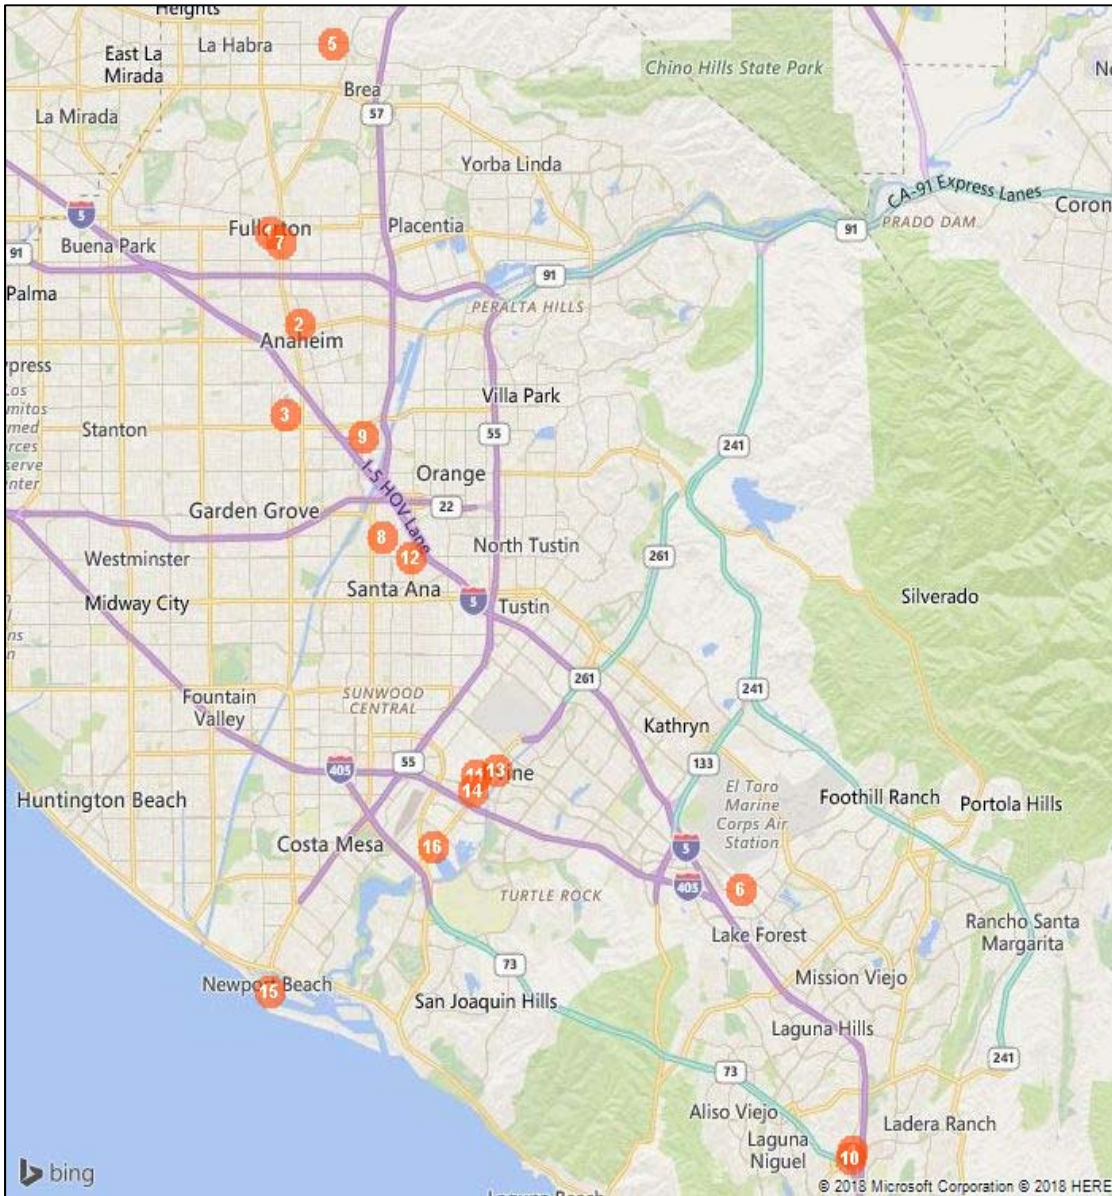 Heights
La Habra
5
East La
Mirada
Chino Hills State Park
Brea
57
La Mirada
Yorba Linda
CA-91 Express Lanes
5
Fullerton
7
Placentia
91
PRADO DAM
Buena Park
91
91
Palma
PERALTA HILLS
2
Anaheim
Villa Park
3
Stanton
9
55
241
I-5 HOV Lane
Orange
22
Garden Grove
8
12
North Tustin
261
Westminster
Santa Ana
5
Tustin
Silverado
Midway City
261
241
Fountain
Valley
SUNWOOD
CENTRAL
Kathryn
55
133
405
11
13
14
El Toro
Marine
Corps Air
Station
Foothill Ranch
Portola Hills
Huntington Beach
Costa Mesa
16
5
405
6
TURTLE ROCK
Rancho Santa
Margarita
Lake Forest
73
Mission Viejo
Newport Beach
15
San Joaquin Hills
Laguna Hills
241
73
Aliso Viejo
Ladera Ranch
Laguna
Niguel
10
bing
© 2018 Microsoft Corporation © 2018 HERE